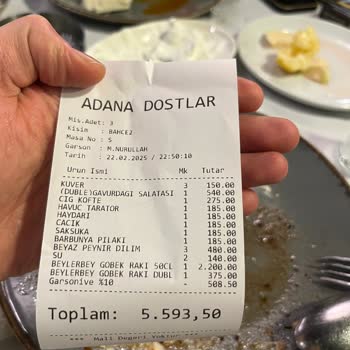 ADANA DOSTLAR
Mis.Adet: 3
Kisim : BAHCE2
Masa No : 5
Garson : M.NURULLAH
Tarih : 22.02.2025 / 22:50:10
Urun Ismi Mk Tutar
KUVER 3 150.00
(DUBLE)GAVURDAGI SALATASI 1 540.00
CIG KOFTE 1 275.00
HAVUC TARATOR 1 185.00
HAYDARI 1 185.00
CACIK 1 185.00
SAKSUKA 1 185.00
BARBUNYA PILAKI 1 185.00
BEYAZ PEYNIR DILIM 3 480.00
SU 2 140.00
BEYLERBEY GOBEK RAKI 50CL 1 2.200.00
BEYLERBEY GOBEK RAKI DUBL 1 375.00
Garsoniye %10 - 508.50
Toplam: 5.593,50
*** Mali Degeri Yoktur